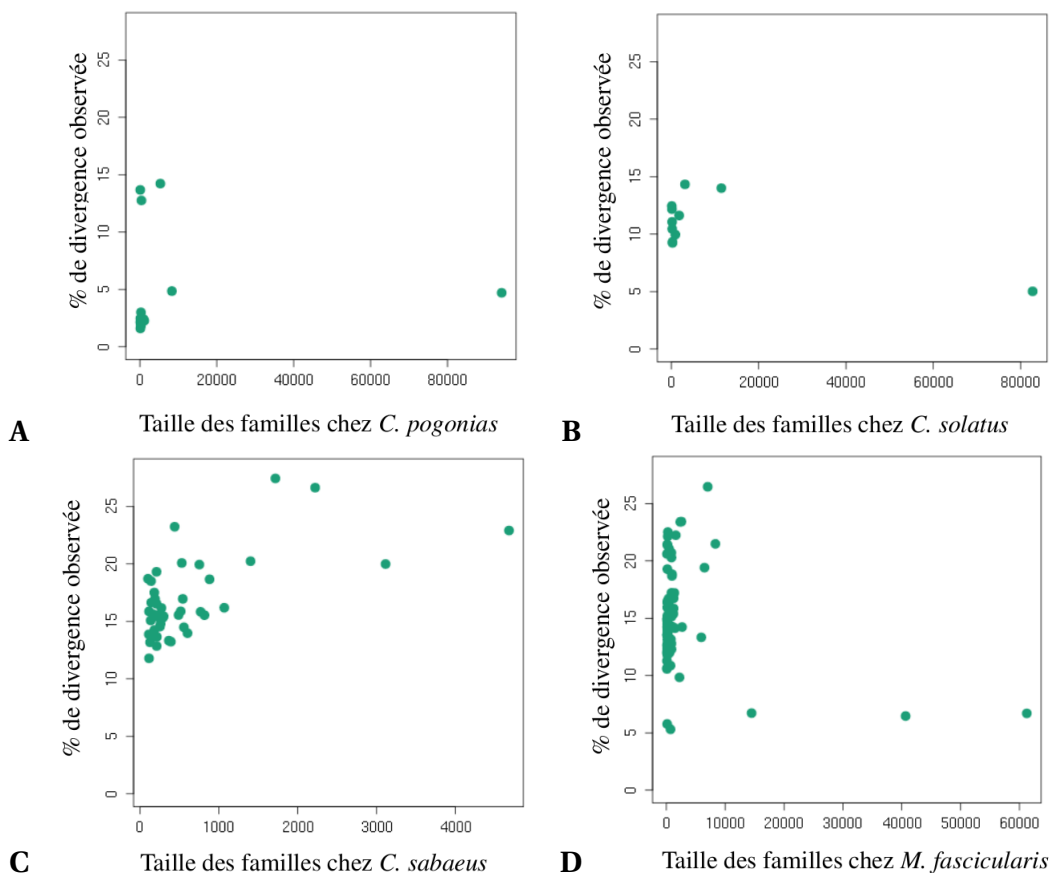 % de divergence observée
25
20
15
10
5
0
0 20000 40000 60000 80000
A Taille des familles chez C. pogonias
% de divergence observée
25
20
15
10
5
0
0 20000 40000 60000 80000
B Taille des familles chez C. solatus
% de divergence observée
25
20
15
10
5
0
0 1000 2000 3000 4000
C Taille des familles chez C. sabaeus
% de divergence observée
25
20
15
10
5
0
0 10000 20000 30000 40000 50000 60000
D Taille des familles chez M. fascicularis